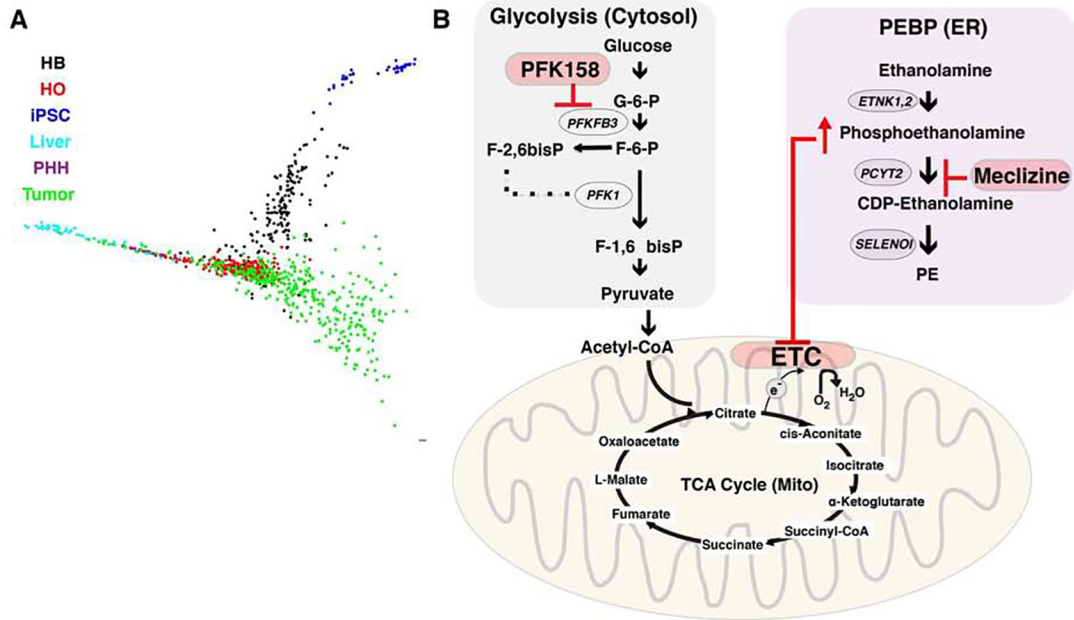 A
HB
HO
iPSC
Liver
PHH
Tumor
B
Glycolysis (Cytosol)
Glucose
PFK158
G-6-P
PFKFB3
F-2,6bisP
F-6-P
PFK1
F-1,6 bisP
Pyruvate
Acetyl-CoA
PEBP (ER)
Ethanolamine
ETNK1,2
Phosphoethanolamine
PCYT2
Meclizine
CDP-Ethanolamine
SELENOI
PE
ETC
e-
O2
H2O
Citrate
cis-Aconitate
Isocitrate
α-Ketoglutarate
Succinyl-CoA
Succinate
Fumarate
L-Malate
Oxaloacetate
TCA Cycle (Mito)